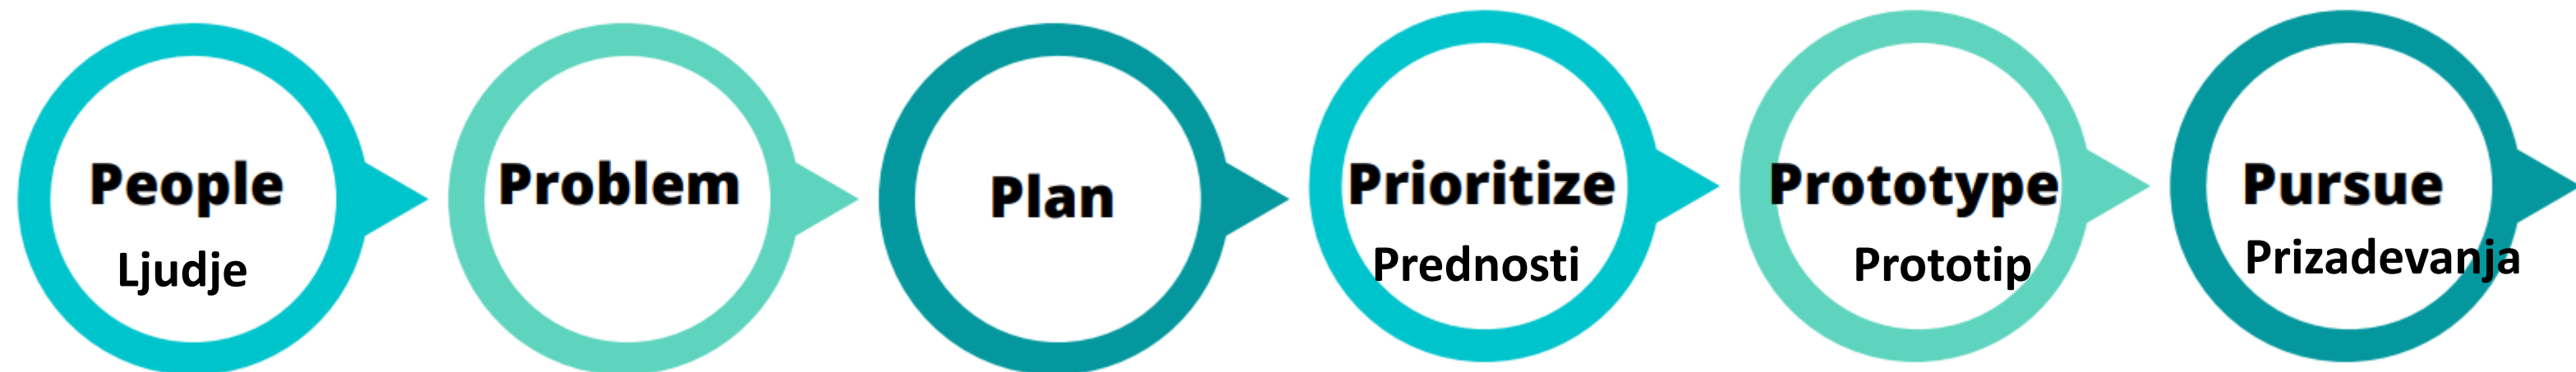 People
Ljudje
Problem
Plan
Prioritize
Prednosti
Prototype
Prototip
Pursue
Prizadevanja